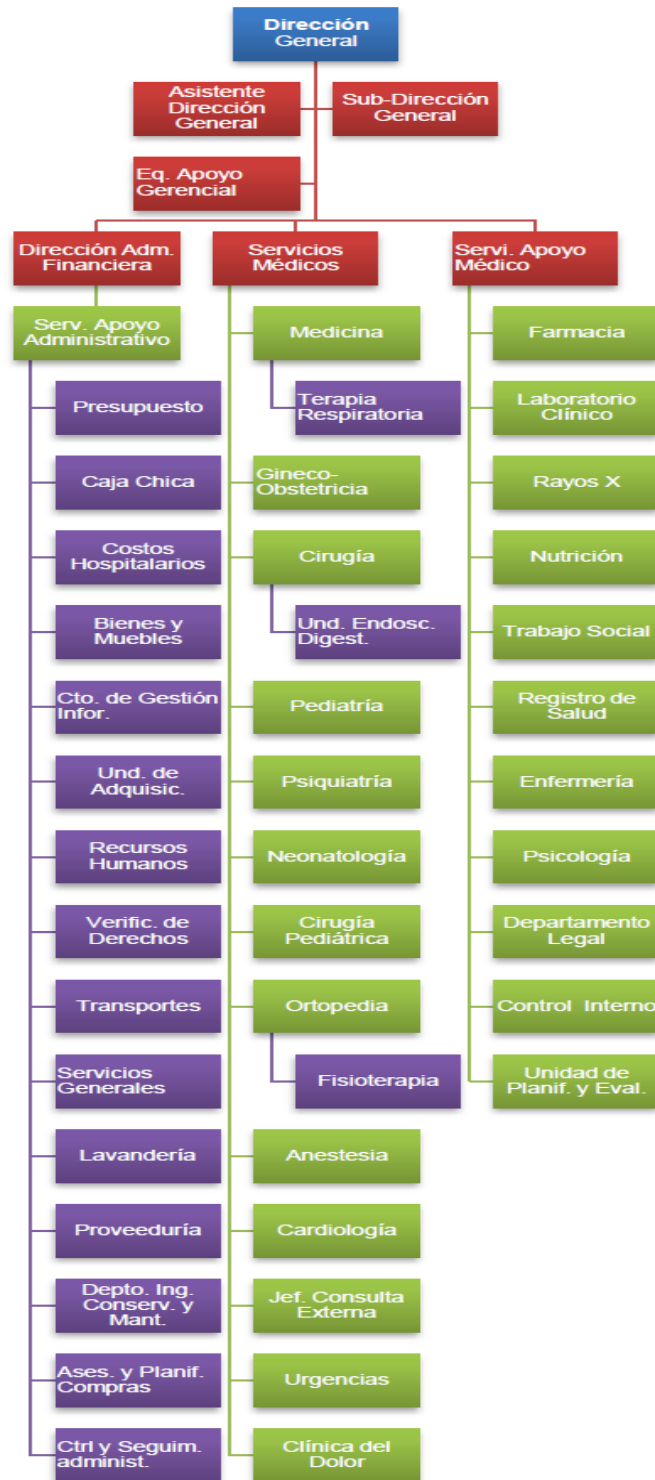 Dirección
General
Asistente
Dirección
General
Sub-Dirección
General
Eq. Apoyo
Gerencial
Dirección Adm.
Financiera
Serv. Apoyo
Administrativo
Presupuesto
Caja Chica
Costos
Hospitalarios
Bienes y
Muebles
Cto. de Gestión
Infor.
Und. de
Adquisic.
Recursos
Humanos
Verific. de
Derechos
Transportes
Servicios
Generales
Lavandería
Proveeduría
Depto. Ing.
Conserv. y
Mant.
Ases. y Planif.
Compras
Ctrl y Seguim.
administ.
Servicios
Médicos
Medicina
Terapia
Respiratoria
Gineco-
Obstetricia
Cirugía
Und. Endosc.
Digest.
Pediatría
Psiquiatría
Neonatología
Cirugía
Pediátrica
Ortopedia
Fisioterapia
Anestesia
Cardiología
Jef. Consulta
Externa
Urgencias
Clínica del
Dolor
Servi. Apoyo
Médico
Farmacia
Laboratorio
Clínico
Rayos X
Nutrición
Trabajo Social
Registro de
Salud
Enfermería
Psicología
Departamento
Legal
Control Interno
Unidad de
Planif. y Eval.